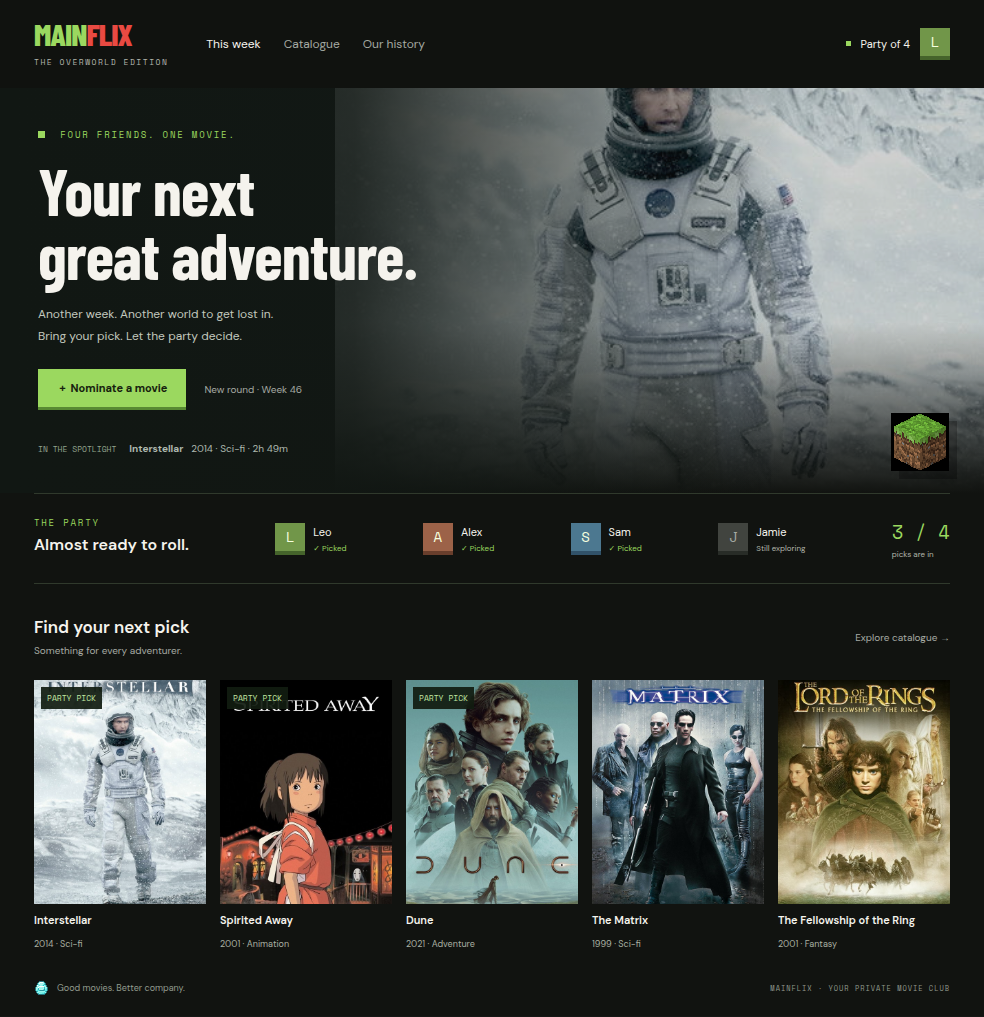 MAINFLIX
THE OVERWORLD EDITION
This week
Catalogue
Our history
Party of 4
L
FOUR FRIENDS. ONE MOVIE.
Your next
great adventure.
Another week. Another world to get lost in.
Bring your pick. Let the party decide.
+ Nominate a movie
New round · Week 46
IN THE SPOTLIGHT Interstellar 2014 · Sci-fi · 2h 49m
COOPER
THE PARTY
Almost ready to roll.
L
Leo
✓ Picked
A
Alex
✓ Picked
S
Sam
✓ Picked
J
Jamie
Still exploring
3 / 4
picks are in
Find your next pick
Something for every adventurer.
Explore catalogue →
INTERSTELLAR
PARTY PICK
Interstellar
2014 · Sci-fi
PARTY PICK
SPIRITED AWAY
Spirited Away
2001 · Animation
PARTY PICK
DUNE
Dune
2021 · Adventure
MATRIX
The Matrix
1999 · Sci-fi
THE
LORD OF THE RINGS
THE FELLOWSHIP OF THE RING
The Fellowship of the Ring
2001 · Fantasy
Good movies. Better company.
MAINFLIX · YOUR PRIVATE MOVIE CLUB